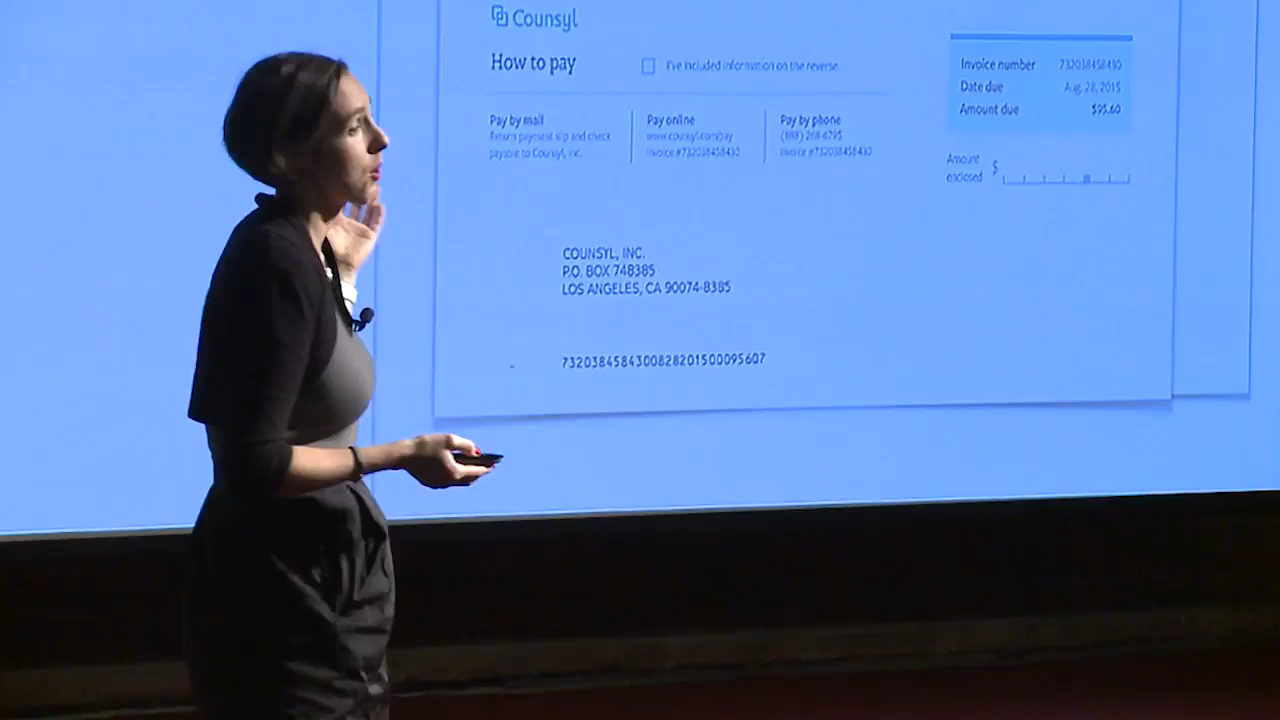 Counsyl
How to pay
I've included information on the reverse.
Invoice number 732038458430
Date due Aug. 28, 2015
Amount due $95.60
Pay by mail
Return payment slip and check
payable to Counsyl, Inc.
Pay online
www.counsyl.com/pay
Invoice #732038458430
Pay by phone
(888) 268-6795
Invoice #732038458430
Amount
enclosed $
COUNSYL, INC.
P.O. BOX 748385
LOS ANGELES, CA 90074-8385
7320384584300828201500095607